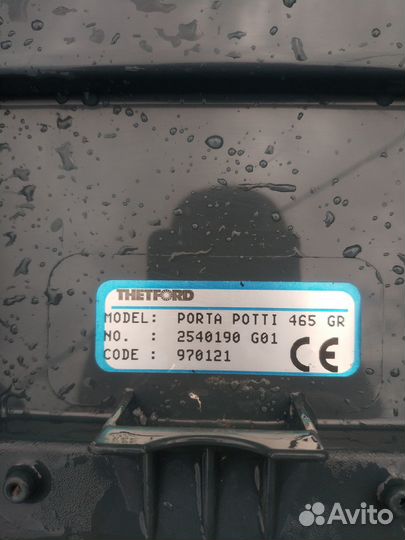 THETFORD
MODEL: PORTA POTTI 465 GR
NO. : 2540190 G01
CODE : 970121
CE
Avito